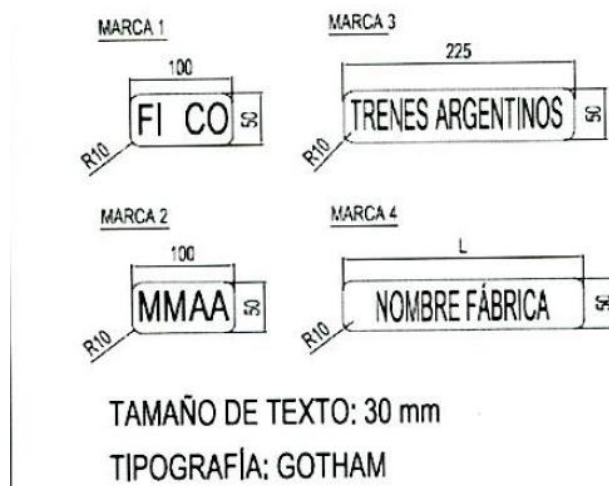 MARCA 1
100
FI CO
50
R10
MARCA 3
225
TRENES ARGENTINOS
50
R10
MARCA 2
100
MMAA
50
R10
MARCA 4
L
NOMBRE FÁBRICA
50
R10
TAMAÑO DE TEXTO: 30 mm
TIPOGRAFÍA: GOTHAM